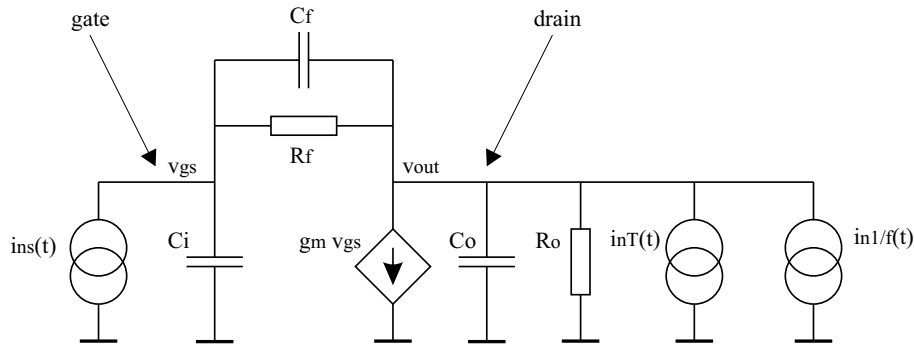 gate
Cf
drain
Rf
vgs
vout
ins(t)
Ci
gm vgs
Co
Ro
inT(t)
in1/f(t)